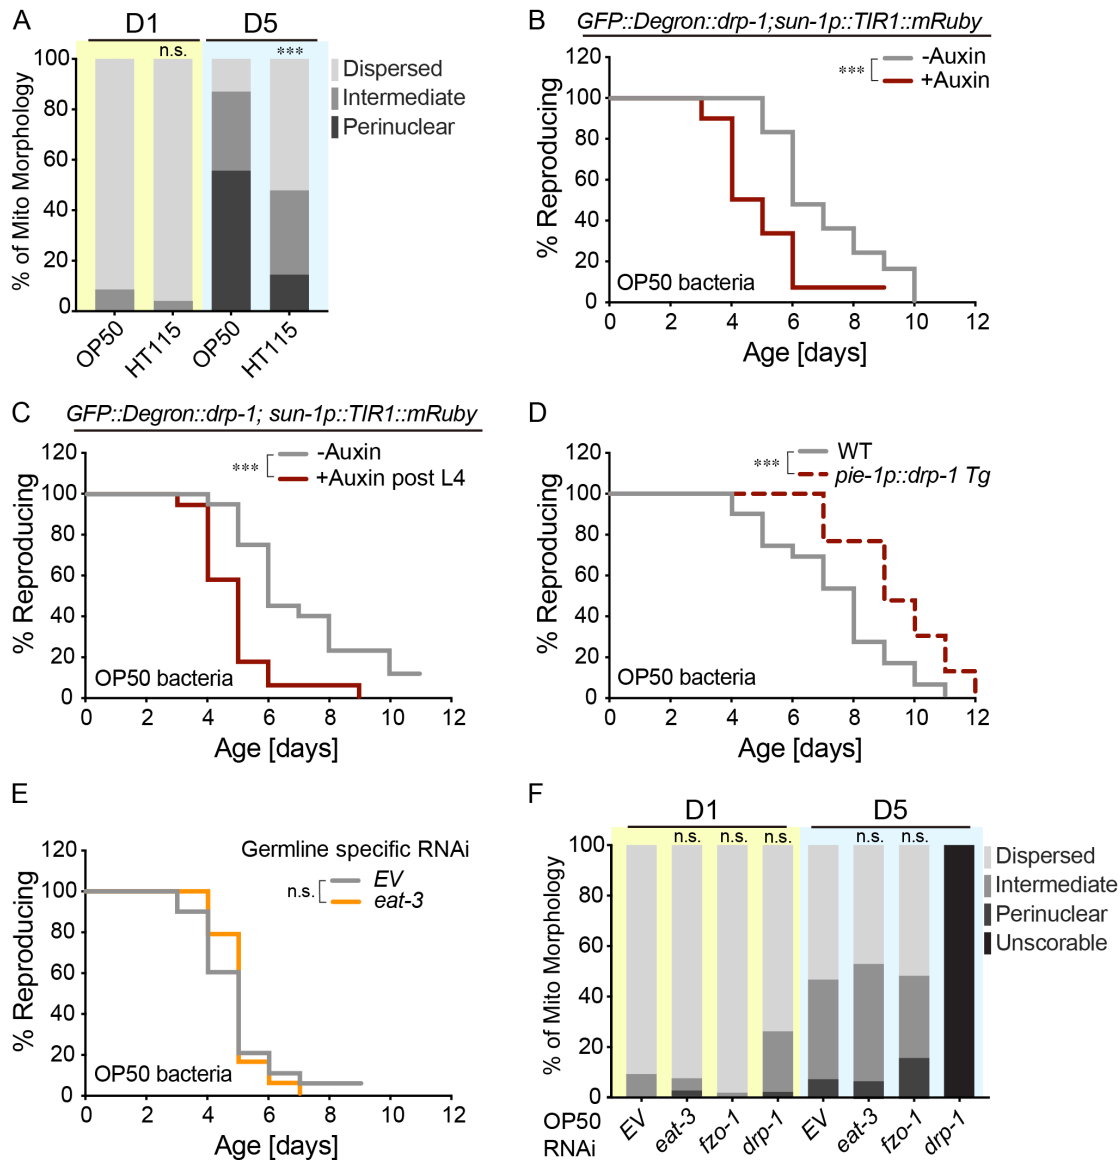 A
D1
D5
n.s.
***
100
80
60
40
20
0
% of Mito Morphology
Dispersed
Intermediate
Perinuclear
OP50
HT115
OP50
HT115
B
GFP::Degron::drp-1;sun-1p::TIR1::mRuby
***
-Auxin
+Auxin
120
100
80
60
40
20
0
% Reproducing
OP50 bacteria
0 2 4 6 8 10 12
Age [days]
C
GFP::Degron::drp-1; sun-1p::TIR1::mRuby
***
-Auxin
+Auxin post L4
120
100
80
60
40
20
0
% Reproducing
OP50 bacteria
0 2 4 6 8 10 12
Age [days]
D
***
WT
pie-1p::drp-1 Tg
120
100
80
60
40
20
0
% Reproducing
OP50 bacteria
0 2 4 6 8 10 12
Age [days]
E
Germline specific RNAi
n.s.
EV
eat-3
120
100
80
60
40
20
0
% Reproducing
OP50 bacteria
0 2 4 6 8 10 12
Age [days]
F
D1
D5
n.s. n.s. n.s. n.s. n.s.
100
80
60
40
20
0
% of Mito Morphology
Dispersed
Intermediate
Perinuclear
Unscorable
OP50
RNAi
EV
eat-3
fzo-1
drp-1
EV
eat-3
fzo-1
drp-1